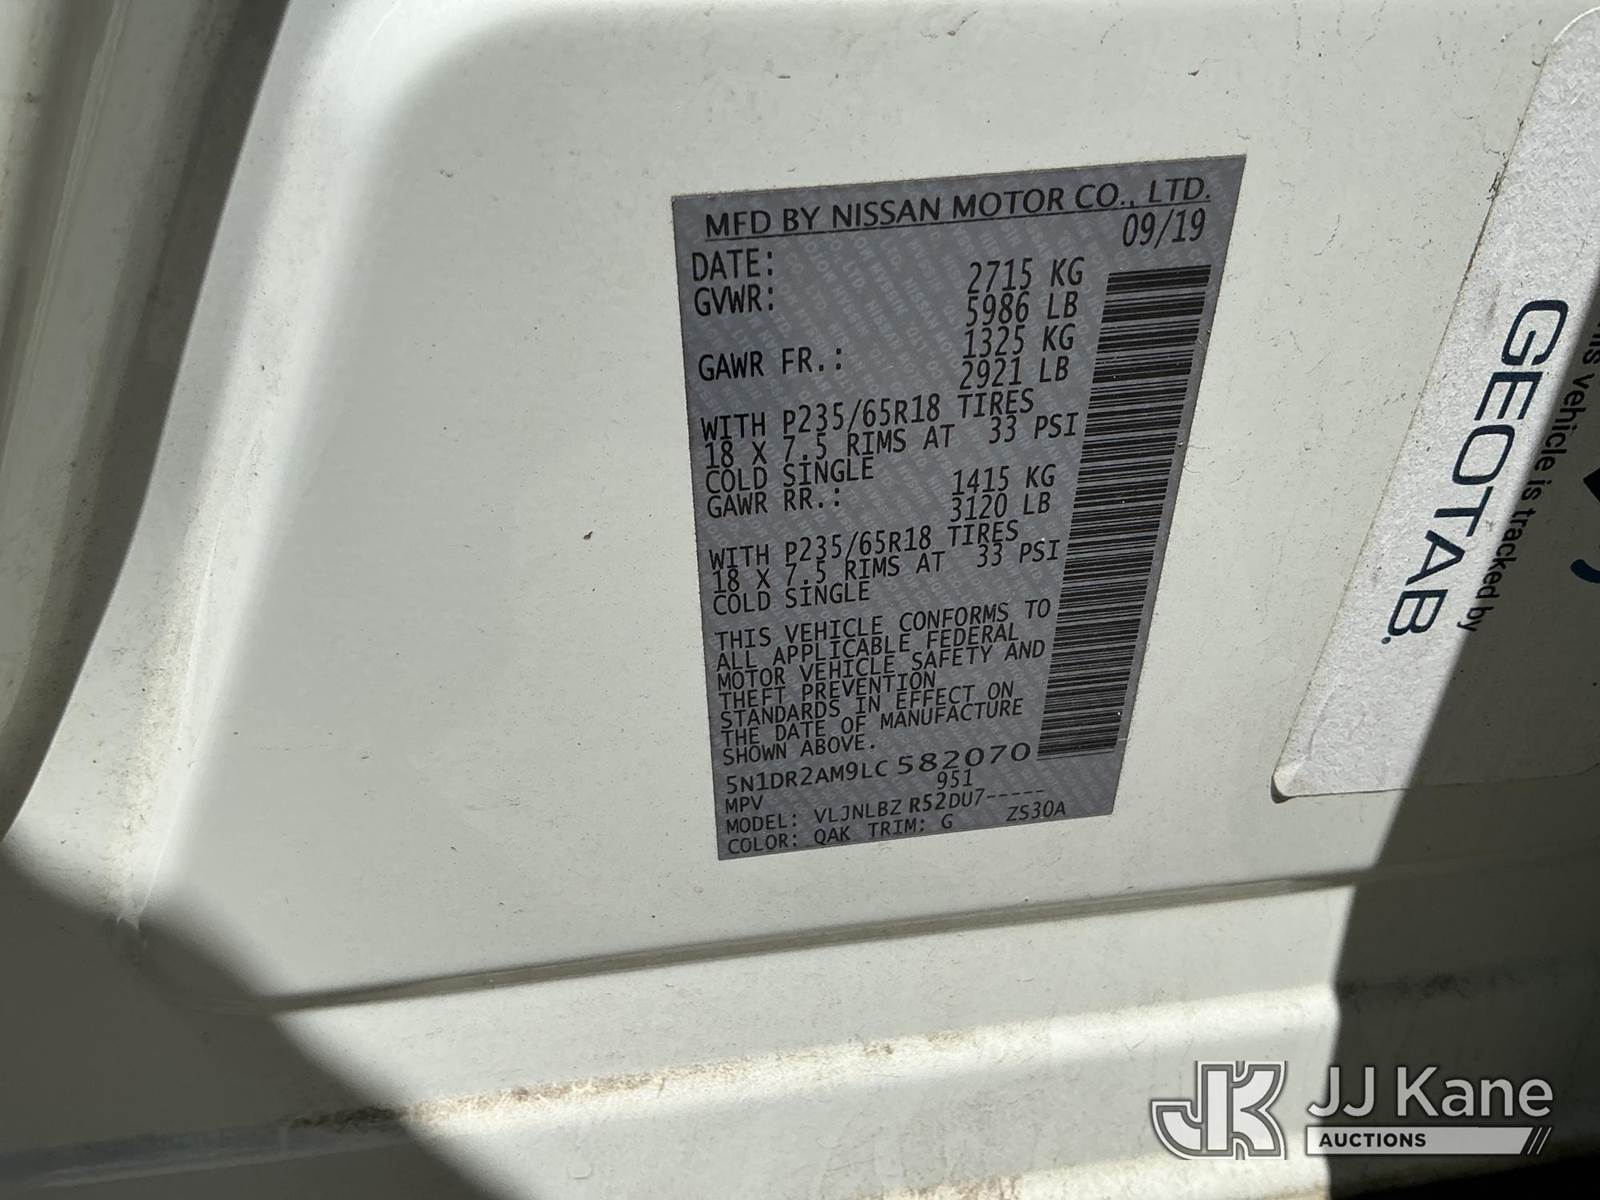 MFD BY NISSAN MOTOR CO., LTD.
DATE: 09/19
GVWR: 2715 KG
5986 LB
GAWR FR.: 1325 KG
2921 LB
WITH P235/65R18 TIRES
18 X 7.5 RIMS AT 33 PSI
COLD SINGLE
GAWR RR.: 1415 KG
3120 LB
WITH P235/65R18 TIRES
18 X 7.5 RIMS AT 33 PSI
COLD SINGLE
THIS VEHICLE CONFORMS TO
ALL APPLICABLE FEDERAL
MOTOR VEHICLE SAFETY AND
THEFT PREVENTION
STANDARDS IN EFFECT ON
THE DATE OF MANUFACTURE
SHOWN ABOVE.
5N1DR2AM9LC582070
MPV 951
MODEL: VLJNLBZ R52DU7-----
COLOR: QAK TRIM: G ZS30A
vehicle is tracked by
GEOTAB.
JK JJ Kane
AUCTIONS